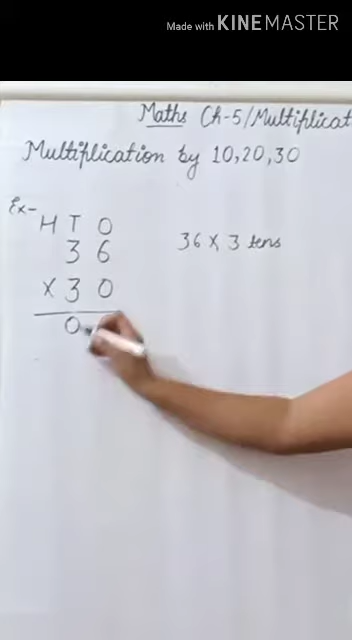 Made with KINEMASTER
Maths Ch-5/Multiplicat
Multiplication by 10,20,30
Ex-
H T O
3 6
36 X 3 tens
X 3 0
0